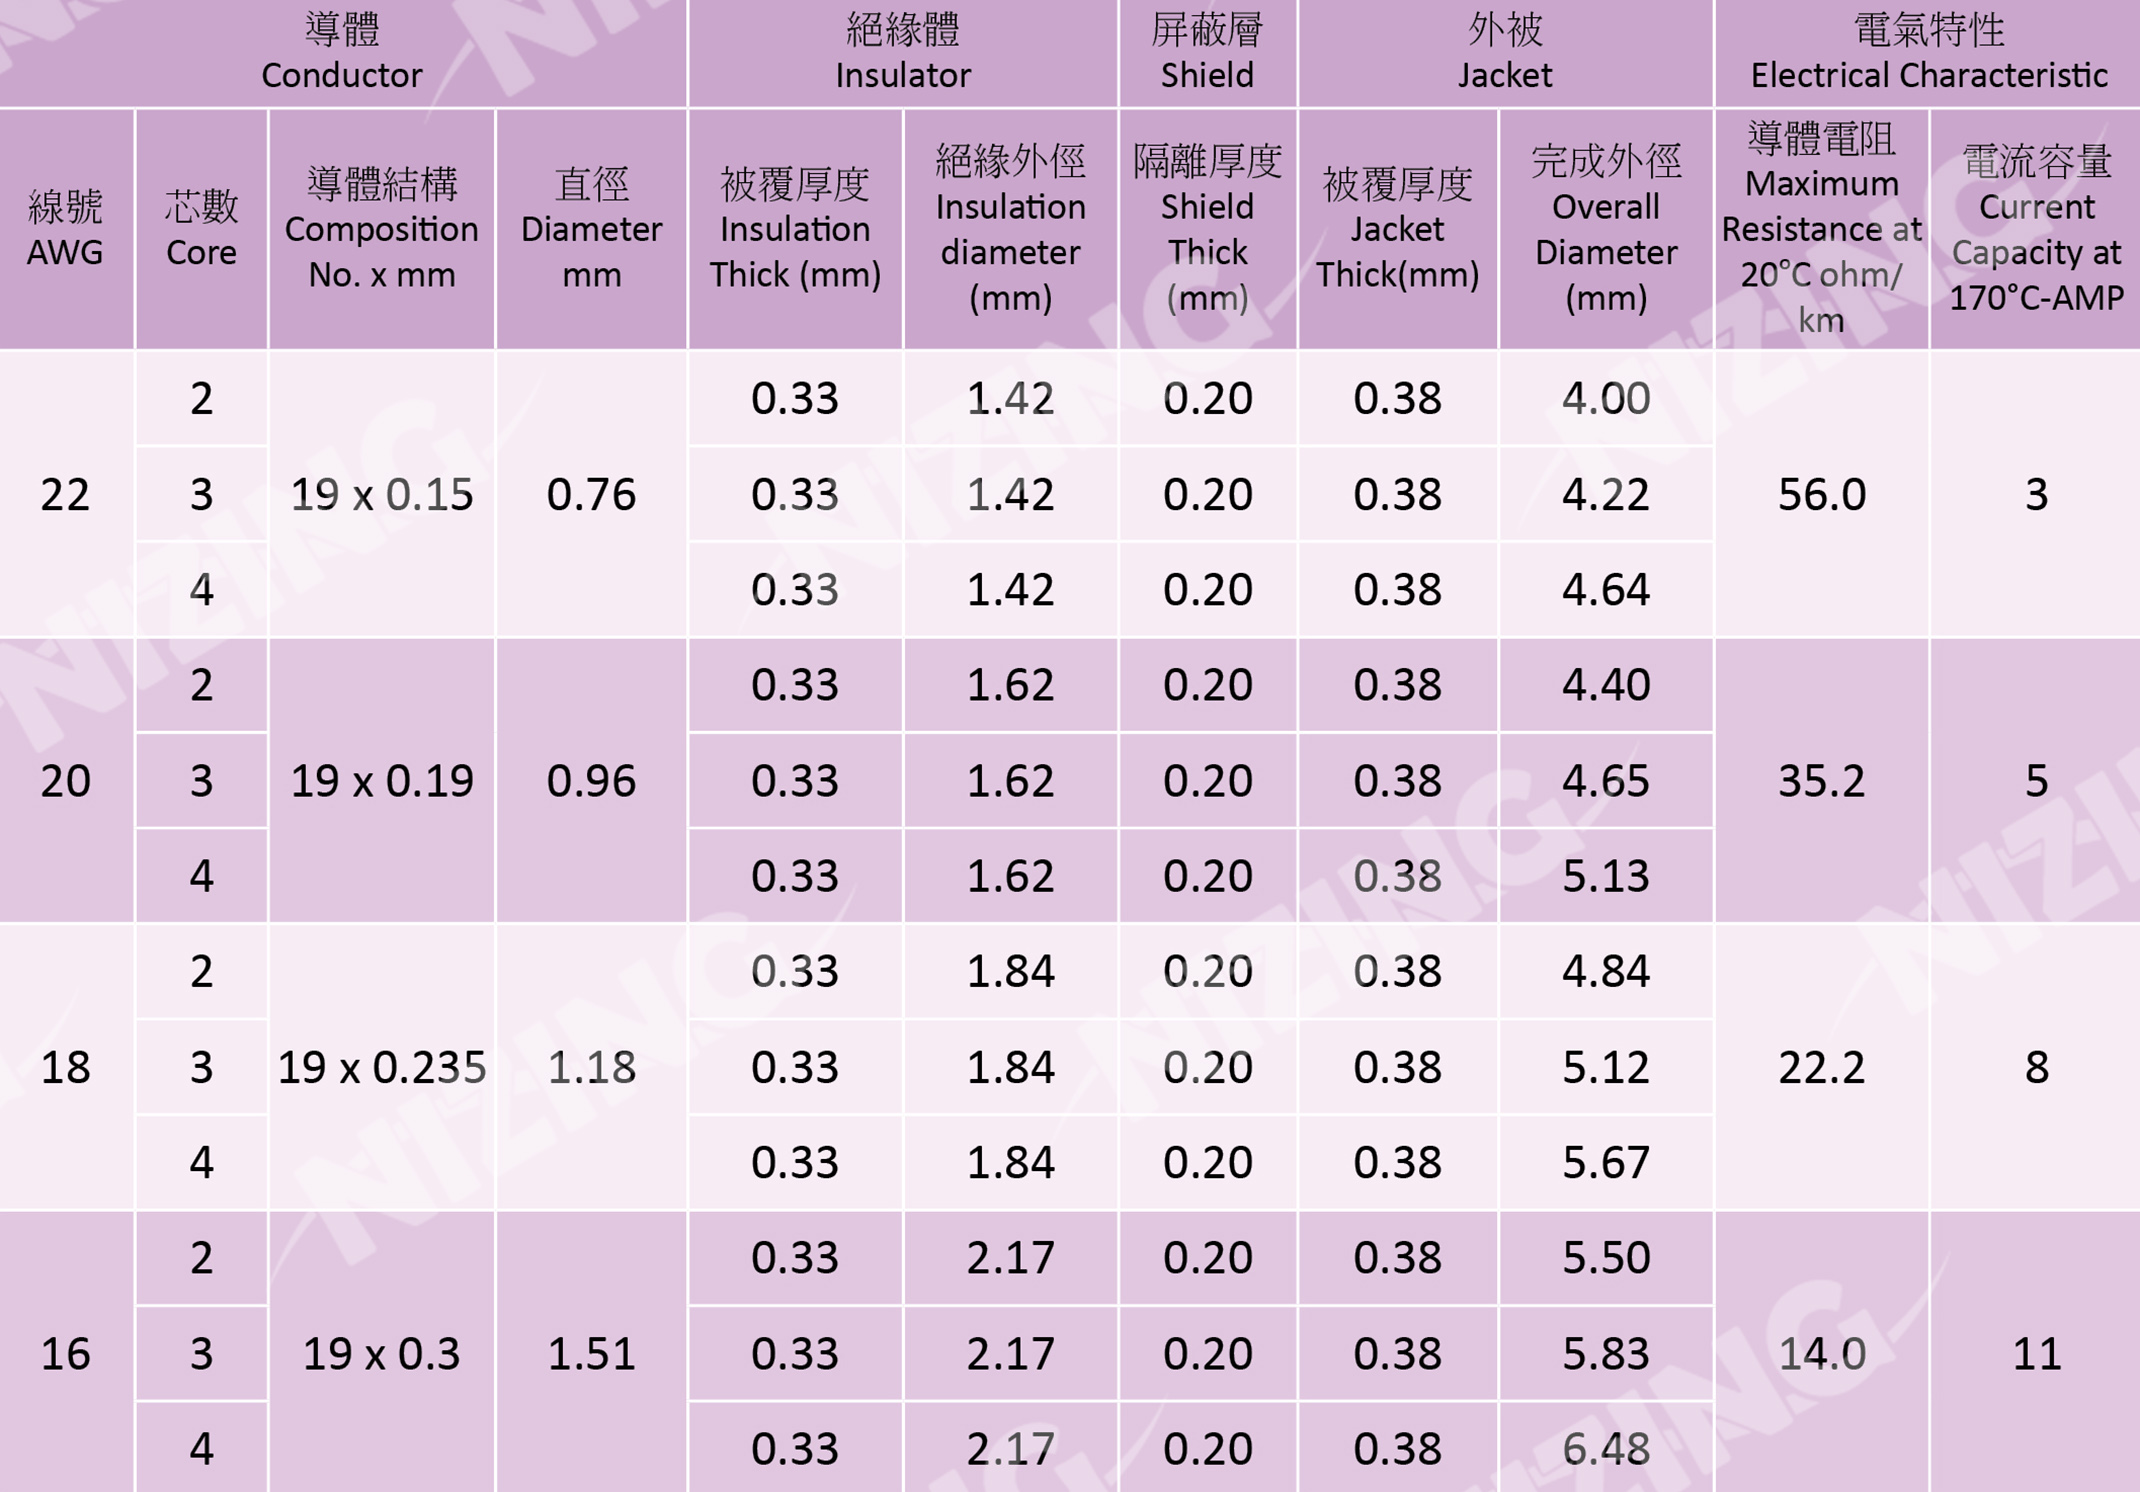 導體
Conductor
絕緣體
Insulator
屏蔽層
Shield
外被
Jacket
電氣特性
Electrical Characteristic
線號
AWG
芯數
Core
導體結構
Composition
No. x mm
直徑
Diameter
mm
被覆厚度
Insulation
Thick (mm)
絕緣外徑
Insulation
diameter
(mm)
隔離厚度
Shield
Thick
(mm)
被覆厚度
Jacket
Thick(mm)
完成外徑
Overall
Diameter
(mm)
導體電阻
Maximum
Resistance at
20°C ohm/
km
電流容量
Current
Capacity at
170°C-AMP
22 19 x 0.15 0.76 56.0 3
2 0.33 1.42 0.20 0.38 4.00
3 0.33 1.42 0.20 0.38 4.22
4 0.33 1.42 0.20 0.38 4.64
20 19 x 0.19 0.96 35.2 5
2 0.33 1.62 0.20 0.38 4.40
3 0.33 1.62 0.20 0.38 4.65
4 0.33 1.62 0.20 0.38 5.13
18 19 x 0.235 1.18 22.2 8
2 0.33 1.84 0.20 0.38 4.84
3 0.33 1.84 0.20 0.38 5.12
4 0.33 1.84 0.20 0.38 5.67
16 19 x 0.3 1.51 14.0 11
2 0.33 2.17 0.20 0.38 5.50
3 0.33 2.17 0.20 0.38 5.83
4 0.33 2.17 0.20 0.38 6.48
NIZING